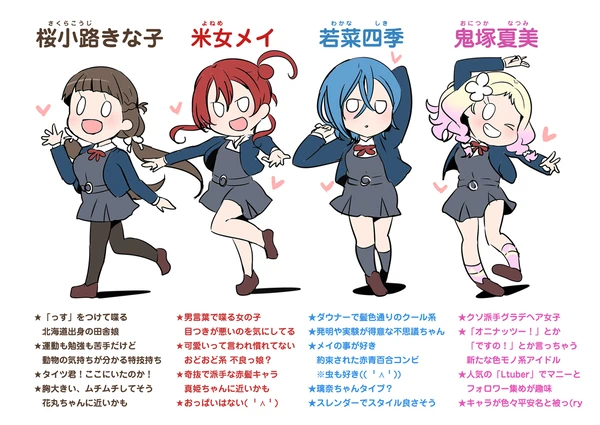 さくらこうじ
桜小路きな子
よねめ
米女メイ
わかな しき
若菜四季
おにつか なつみ
鬼塚夏美
★「っす」をつけて喋る
北海道出身の田舎娘
★運動も勉強も苦手だけど
動物の気持ちが分かる特技持ち
★タイツ君！ここにいたのか！
★胸大きい、ムチムチしてそう
花丸ちゃんに近いかも
★男言葉で喋る女の子
目つきが悪いのを気にしてる
★可愛いって言われ慣れてない
おどおど系 不良っ娘？
★奇抜で派手な赤髪キャラ
真姫ちゃんに近いかも
★おっぱいはない( '∧')
★ダウナーで髪色通りのクール系
★発明や実験が得意な不思議ちゃん
★メイの事が好き
約束された赤青百合コンビ
※虫も好き(( '∧'))
★璃奈ちゃんタイプ？
★スレンダーでスタイル良さそう
★クソ派手グラデヘア女子
★「オニナッツー！」とか
「ですの！」とか言っちゃう
新たな色モノ系アイドル
★人気の「Ltuber」でマニーと
フォロワー集めが趣味
★キャラが色々平安名と被っ(ry